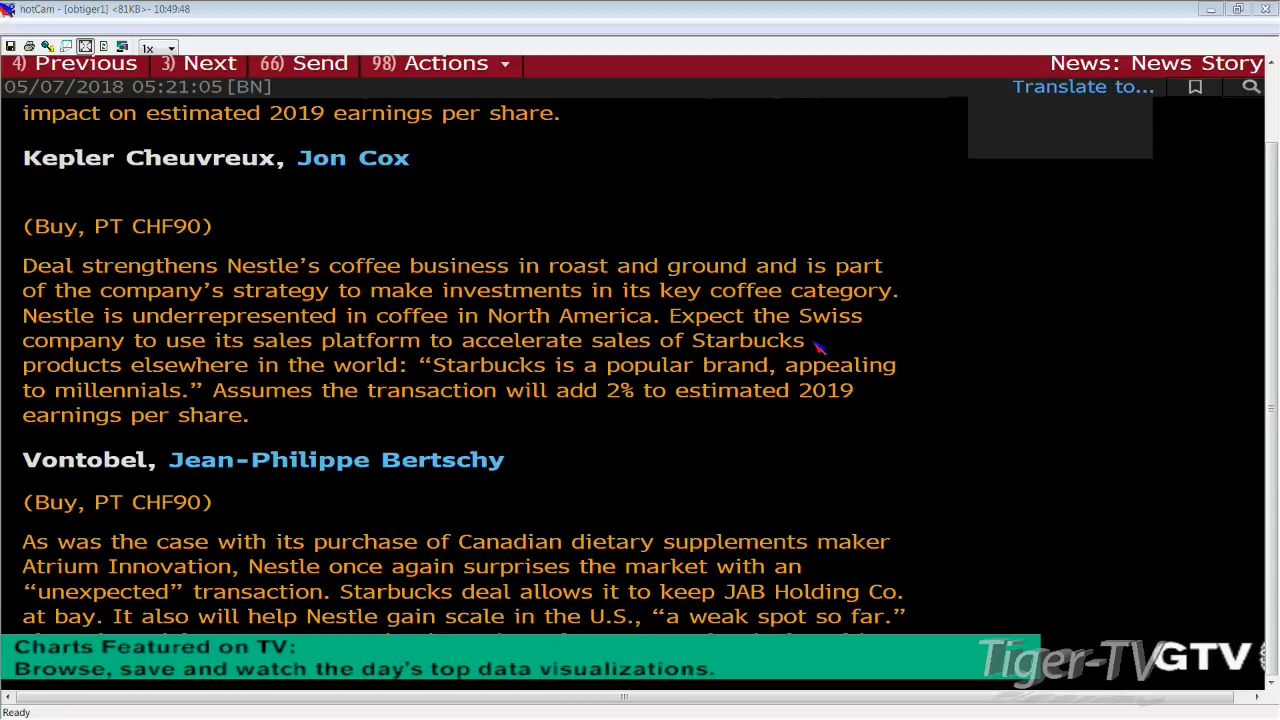 hotCam - [obtiger1] <81KB>- 10:49:48
1x
4) Previous 3) Next 66) Send 98) Actions News: News Story
05/07/2018 05:21:05 [BN] Translate to...
impact on estimated 2019 earnings per share.
Kepler Cheuvreux, Jon Cox
(Buy, PT CHF90)
Deal strengthens Nestle’s coffee business in roast and ground and is part
of the company’s strategy to make investments in its key coffee category.
Nestle is underrepresented in coffee in North America. Expect the Swiss
company to use its sales platform to accelerate sales of Starbucks
products elsewhere in the world: “Starbucks is a popular brand, appealing
to millennials.” Assumes the transaction will add 2% to estimated 2019
earnings per share.
Vontobel, Jean-Philippe Bertschy
(Buy, PT CHF90)
As was the case with its purchase of Canadian dietary supplements maker
Atrium Innovation, Nestle once again surprises the market with an
“unexpected” transaction. Starbucks deal allows it to keep JAB Holding Co.
at bay. It also will help Nestle gain scale in the U.S., “a weak spot so far.”
Charts Featured on TV:
Browse, save and watch the day's top data visualizations.
Tiger-TV GTV
Ready